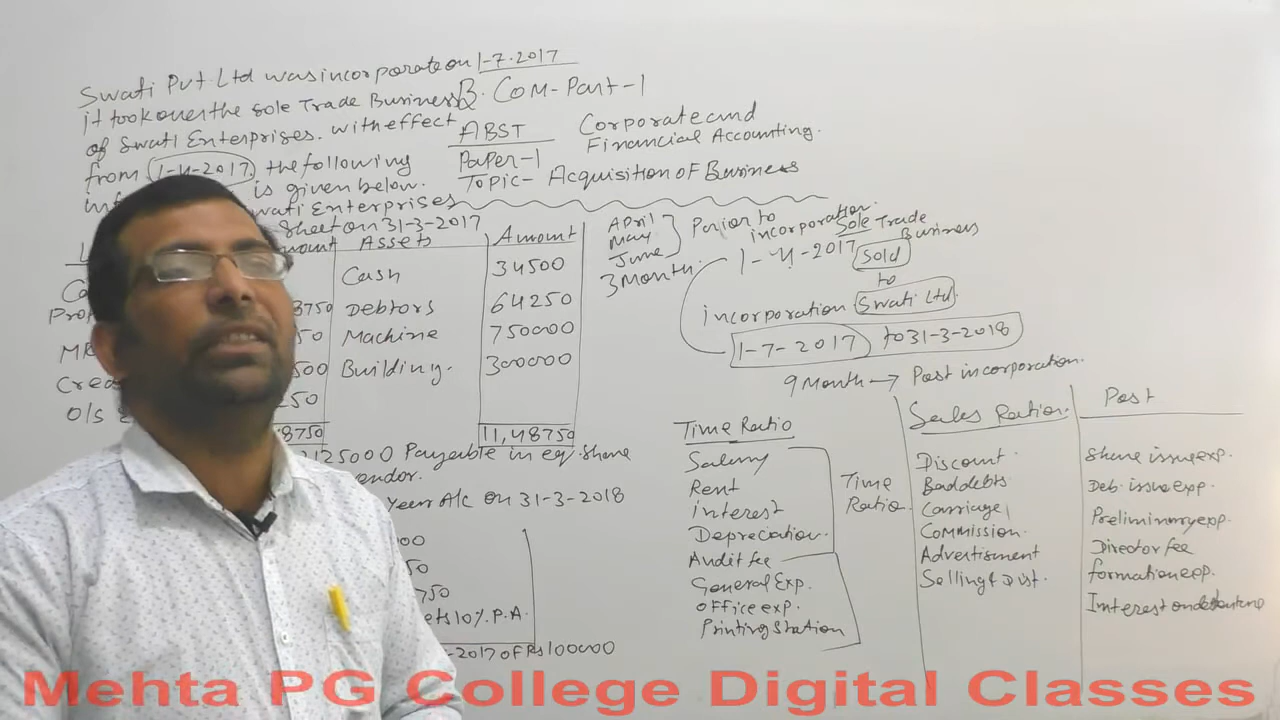 Swati Pvt Ltd was incorporate on 1-7-2017
it took over the sole Trade Business
of Swati Enterprises. with effect
from (1-4-2017) the following
is given below.
Swati Enterprises
Sheet on 31-3-2017
B. Com-Part-1
ABST
Paper-1
Corporate and
Financial Accounting.
Topic- Acquisition of Business
Assets Amount
Cash 34500
Debtors 64250
Machine 750000
Building. 300000
11,48750
O/s
125000 Payable in eq. share
Year A/c on 31-3-2018
10% P.A.
-2017 of Rs 100000
April
May
June
3 Month.
Prior to
incorporation.
1-4-2017
Sole Trade
Business
Sold
to
incorporation Swati Ltd.
1-7-2017 to 31-3-2018
9 Month → Post incorporation.
Time Ratio
Salary
Rent
interest
Depreciation.
Audit fee
General Exp.
office exp.
Printing Station
Time
Ratio.
Sales Ration.
Discount.
Bad debts
Carriage,
Commission.
Advertisment
Selling & Dist.
Post
Share issue exp.
Deb. issue exp.
Preliminary exp.
Director fee
formation exp.
Interest on
Mehta PG College Digital Classes